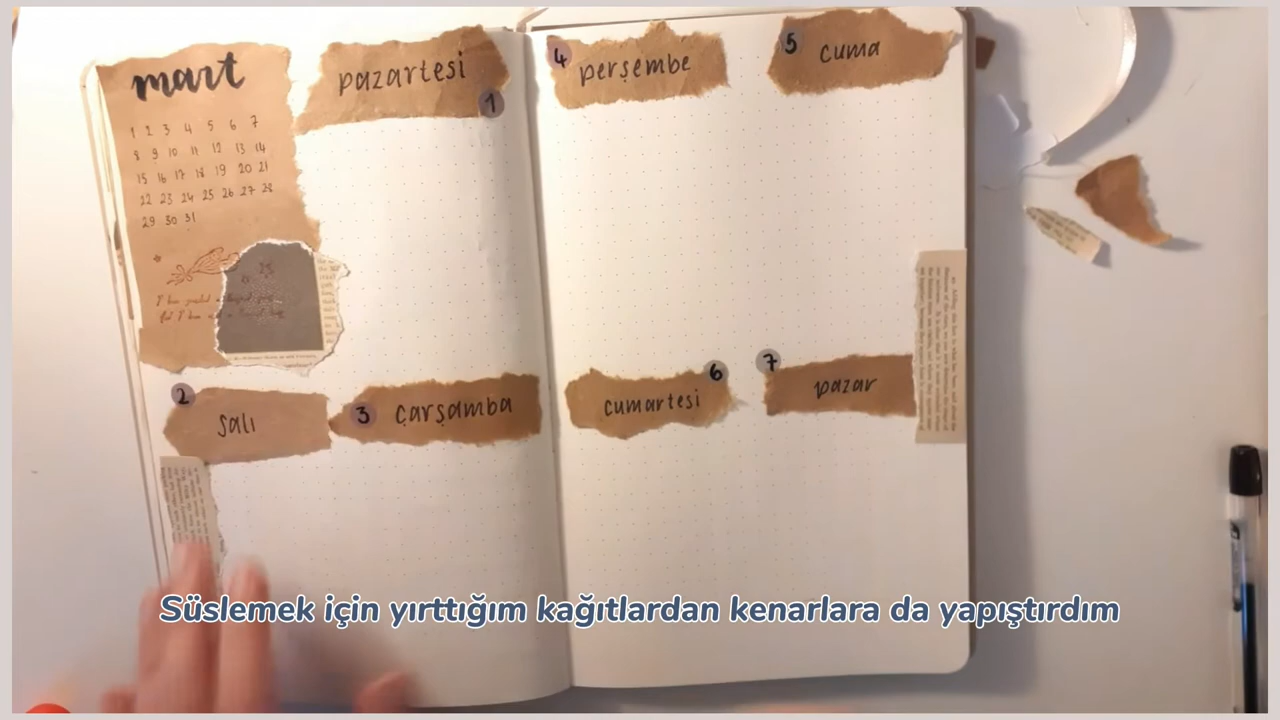 mart
1 2 3 4 5 6 7
8 9 10 11 12 13 14
15 16 17 18 19 20 21
22 23 24 25 26 27 28
29 30 31
pazartesi
1
2
salı
3
çarşamba
4
perşembe
5
cuma
6
cumartesi
7
pazar
Süslemek için yırttığım kağıtlardan kenarlara da yapıştırdım